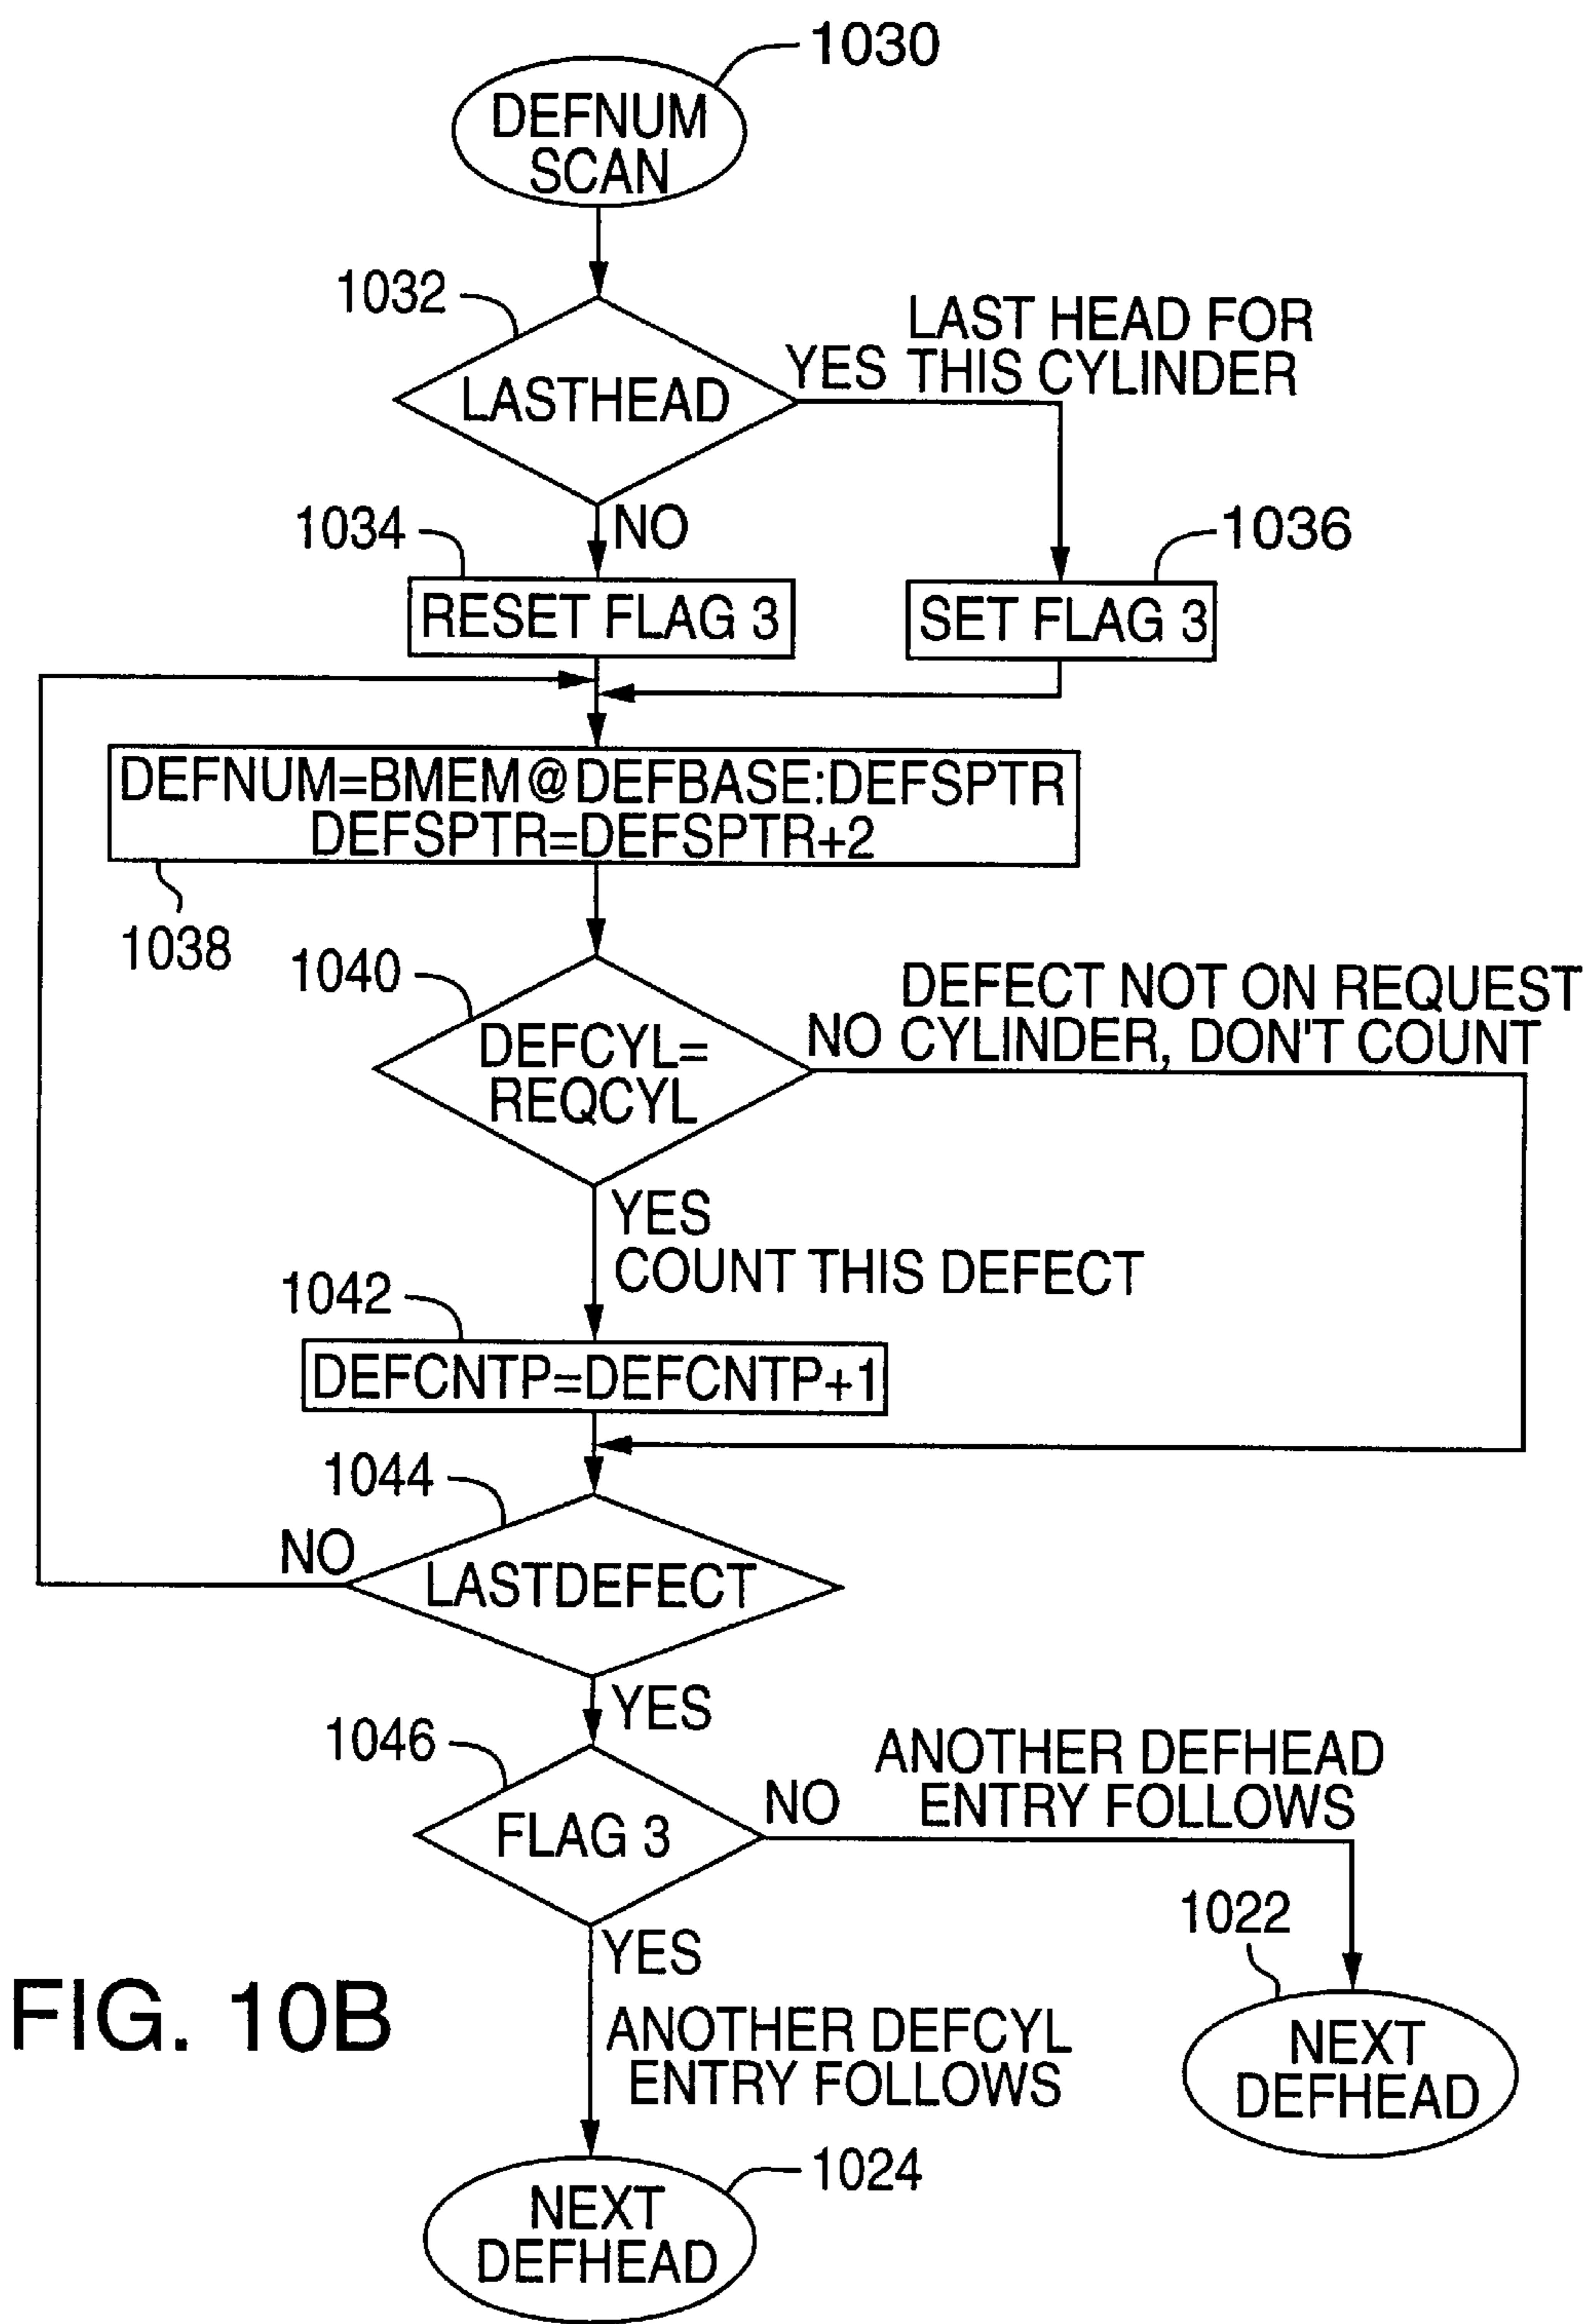 1030
DEFNUM
SCAN
1032
LAST HEAD FOR
YES THIS CYLINDER
LASTHEAD
NO
1034
1036
RESET FLAG 3
SET FLAG 3
DEFNUM=BMEM@DEFBASE:DEFSPTR
DEFSPTR=DEFSPTR+2
1038
1040
DEFECT NOT ON REQUEST
NO CYLINDER, DON'T COUNT
DEFCYL=
REQCYL
YES
COUNT THIS DEFECT
1042
DEFCNTP=DEFCNTP+1
1044
NO
LASTDEFECT
YES
1046
ANOTHER DEFHEAD
NO ENTRY FOLLOWS
FLAG 3
1022
YES
NEXT
DEFHEAD
FIG. 10B
ANOTHER DEFCYL
ENTRY FOLLOWS
1024
NEXT
DEFHEAD